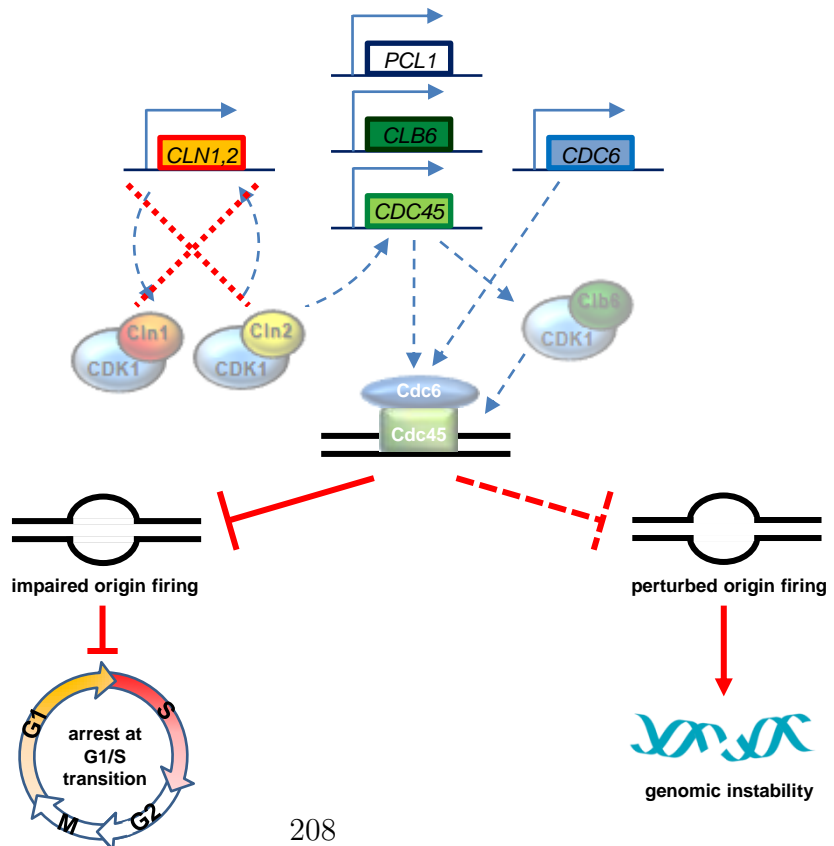 PCL1
CLB6
CLN1,2
CDC6
CDC45
Cln1
CDK1
Cln2
CDK1
Clb6
CDK1
Cdc6
Cdc45
impaired origin firing
perturbed origin firing
G1
S
G2
M
arrest at
G1/S
transition
genomic instability
208